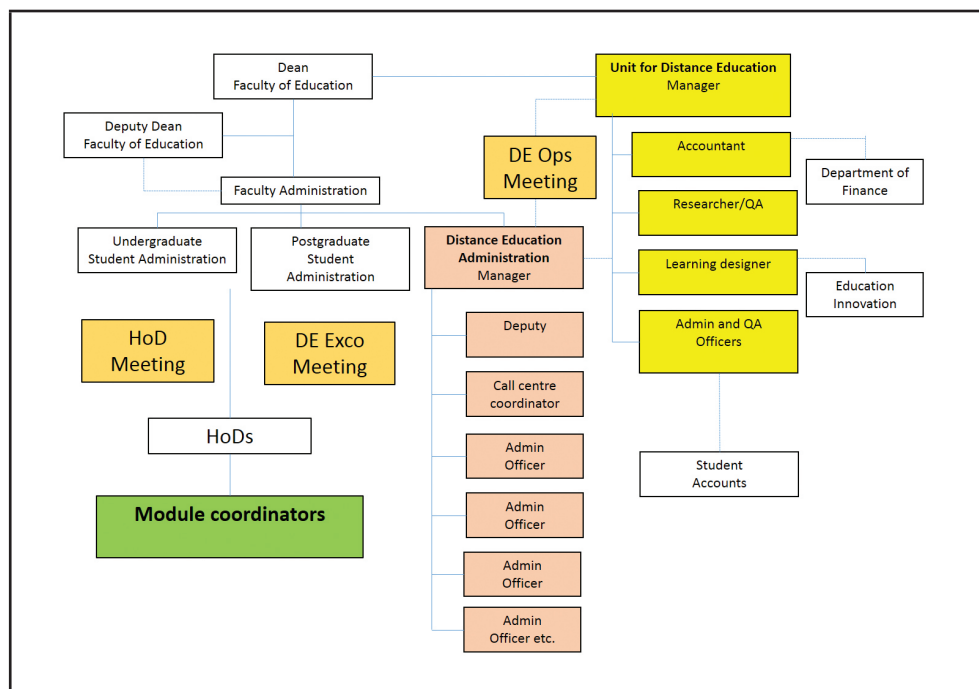 Dean
Faculty of Education
Unit for Distance Education
Manager
Deputy Dean
Faculty of Education
DE Ops
Meeting
Accountant
Department of
Finance
Faculty Administration
Researcher/QA
Undergraduate
Student Administration
Postgraduate
Student
Administration
Distance Education
Administration
Manager
Learning designer
Education
Innovation
HoD
Meeting
DE Exco
Meeting
Deputy
Admin and QA
Officers
Call centre
coordinator
HoDs
Admin
Officer
Student
Accounts
Module coordinators
Admin
Officer
Admin
Officer
Admin
Officer etc.